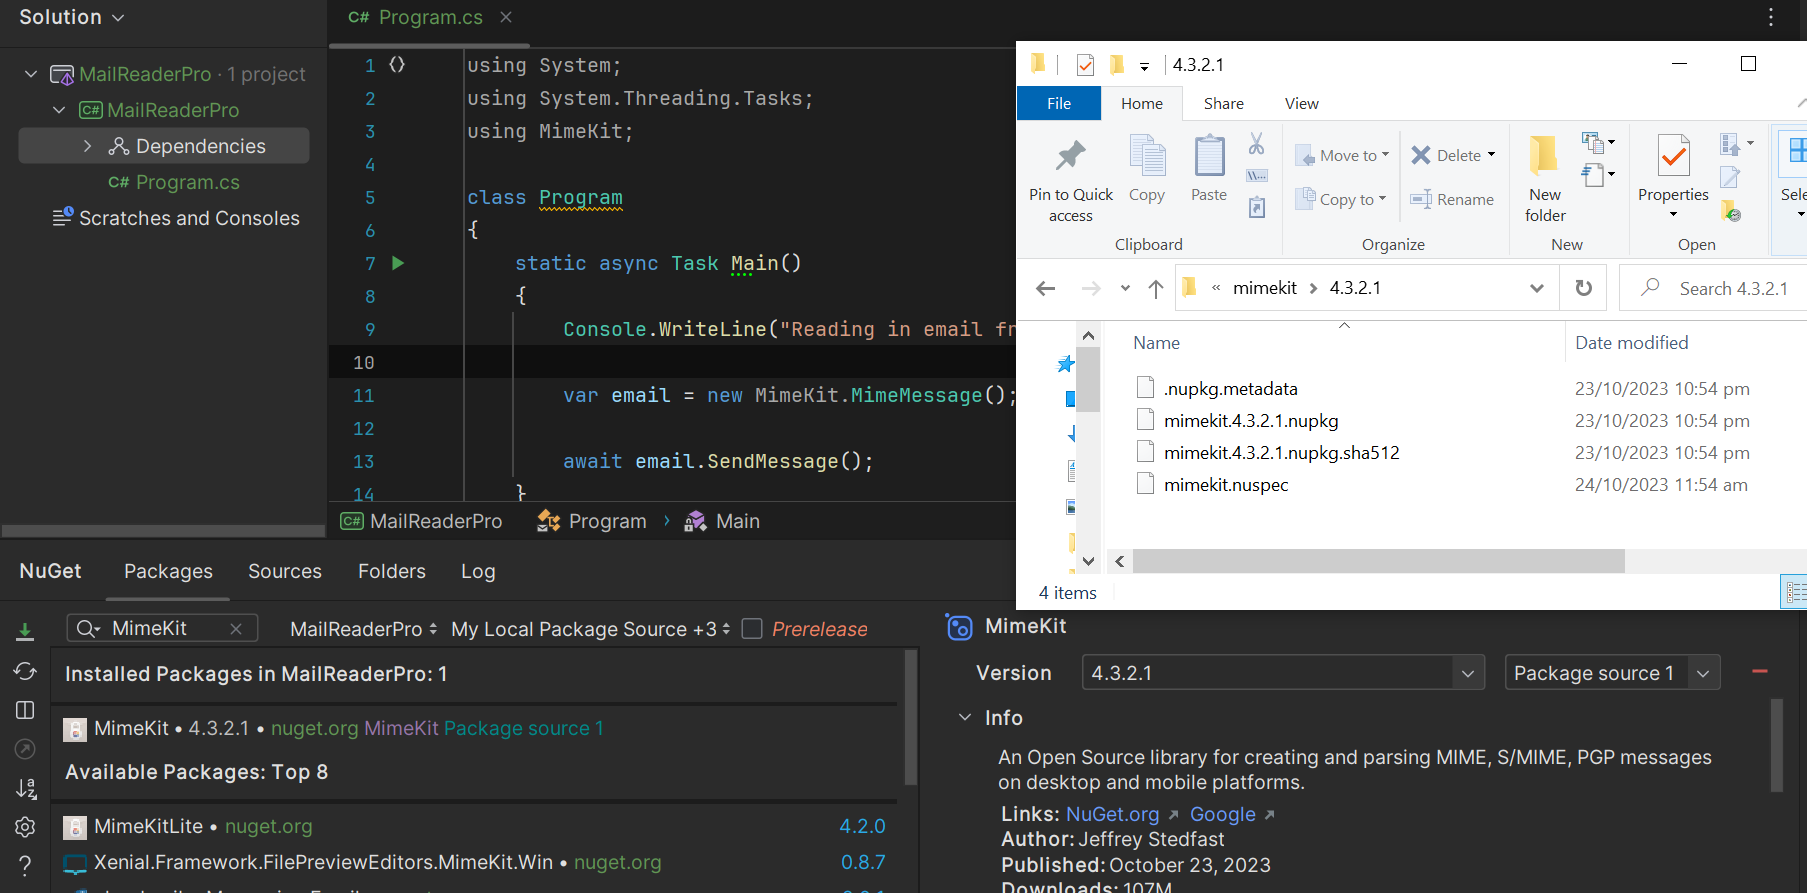 Solution
MailReaderPro · 1 project
MailReaderPro
Dependencies
C# Program.cs
Scratches and Consoles
C# Program.cs
1 using System;
2 using System.Threading.Tasks;
3 using MimeKit;
4
5 class Program
6 {
7 static async Task Main()
8 {
9 Console.WriteLine("Reading in email fr
10
11 var email = new MimeKit.MimeMessage();
12
13 await email.SendMessage();
14 }
C# MailReaderPro Program › Main
4.3.2.1
File Home Share View
Pin to Quick access
Copy
Paste
Clipboard
Move to
Copy to
Delete
Rename
Organize
New folder
New
Properties
Open
Sele
« mimekit › 4.3.2.1
Search 4.3.2.1
Name Date modified
.nupkg.metadata 23/10/2023 10:54 pm
mimekit.4.3.2.1.nupkg 23/10/2023 10:54 pm
mimekit.4.3.2.1.nupkg.sha512 23/10/2023 10:54 pm
mimekit.nuspec 24/10/2023 11:54 am
4 items
NuGet Packages Sources Folders Log
MimeKit
MailReaderPro
My Local Package Source +3
Prerelease
Installed Packages in MailReaderPro: 1
MimeKit • 4.3.2.1 • nuget.org MimeKit Package source 1
Available Packages: Top 8
MimeKitLite • nuget.org 4.2.0
Xenial.Framework.FilePreviewEditors.MimeKit.Win • nuget.org 0.8.7
MimeKit
Version 4.3.2.1 Package source 1
Info
An Open Source library for creating and parsing MIME, S/MIME, PGP messages
on desktop and mobile platforms.
Links: NuGet.org Google
Author: Jeffrey Stedfast
Published: October 23, 2023
Downloads: 107M